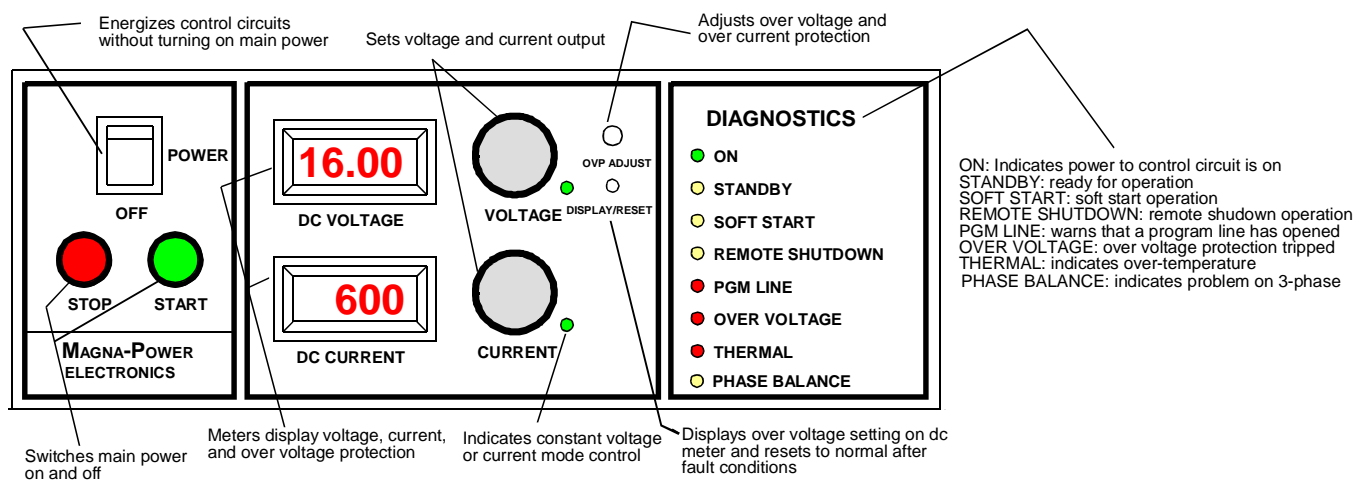 Energizes control circuits
without turning on main power
Sets voltage and current output
Adjusts over voltage and
over current protection
POWER
OFF
STOP
START
MAGNA-POWER
ELECTRONICS
16.00
DC VOLTAGE
600
DC CURRENT
VOLTAGE
CURRENT
OVP ADJUST
DISPLAY/RESET
DIAGNOSTICS
ON
STANDBY
SOFT START
REMOTE SHUTDOWN
PGM LINE
OVER VOLTAGE
THERMAL
PHASE BALANCE
ON: Indicates power to control circuit is on
STANDBY: ready for operation
SOFT START: soft start operation
REMOTE SHUTDOWN: remote shudown operation
PGM LINE: warns that a program line has opened
OVER VOLTAGE: over voltage protection tripped
THERMAL: indicates over-temperature
PHASE BALANCE: indicates problem on 3-phase
Switches main power
on and off
Meters display voltage, current,
and over voltage protection
Indicates constant voltage
or current mode control
Displays over voltage setting on dc
meter and resets to normal after
fault conditions